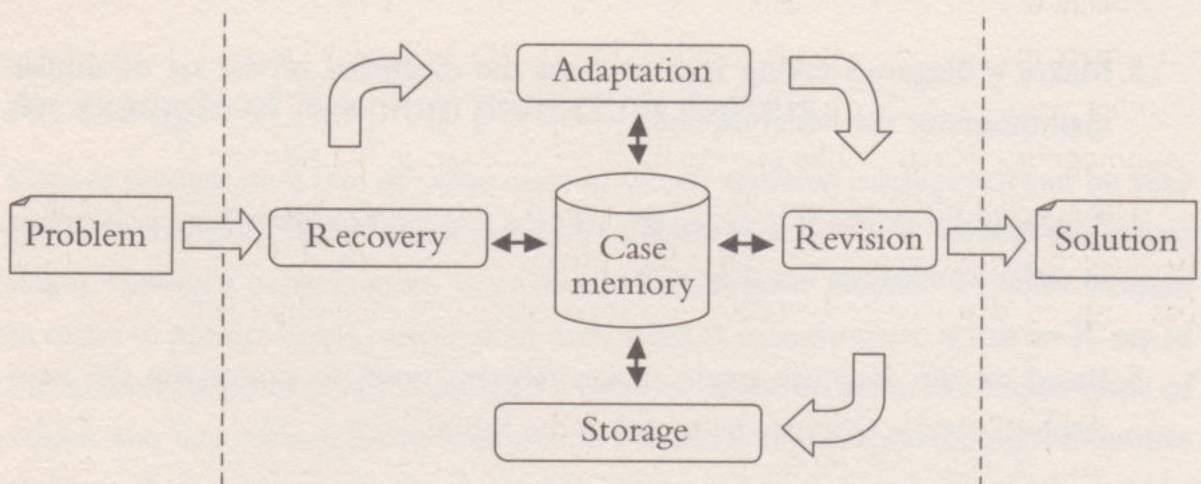 Adaptation
Problem
Recovery
Case
memory
Revision
Solution
Storage